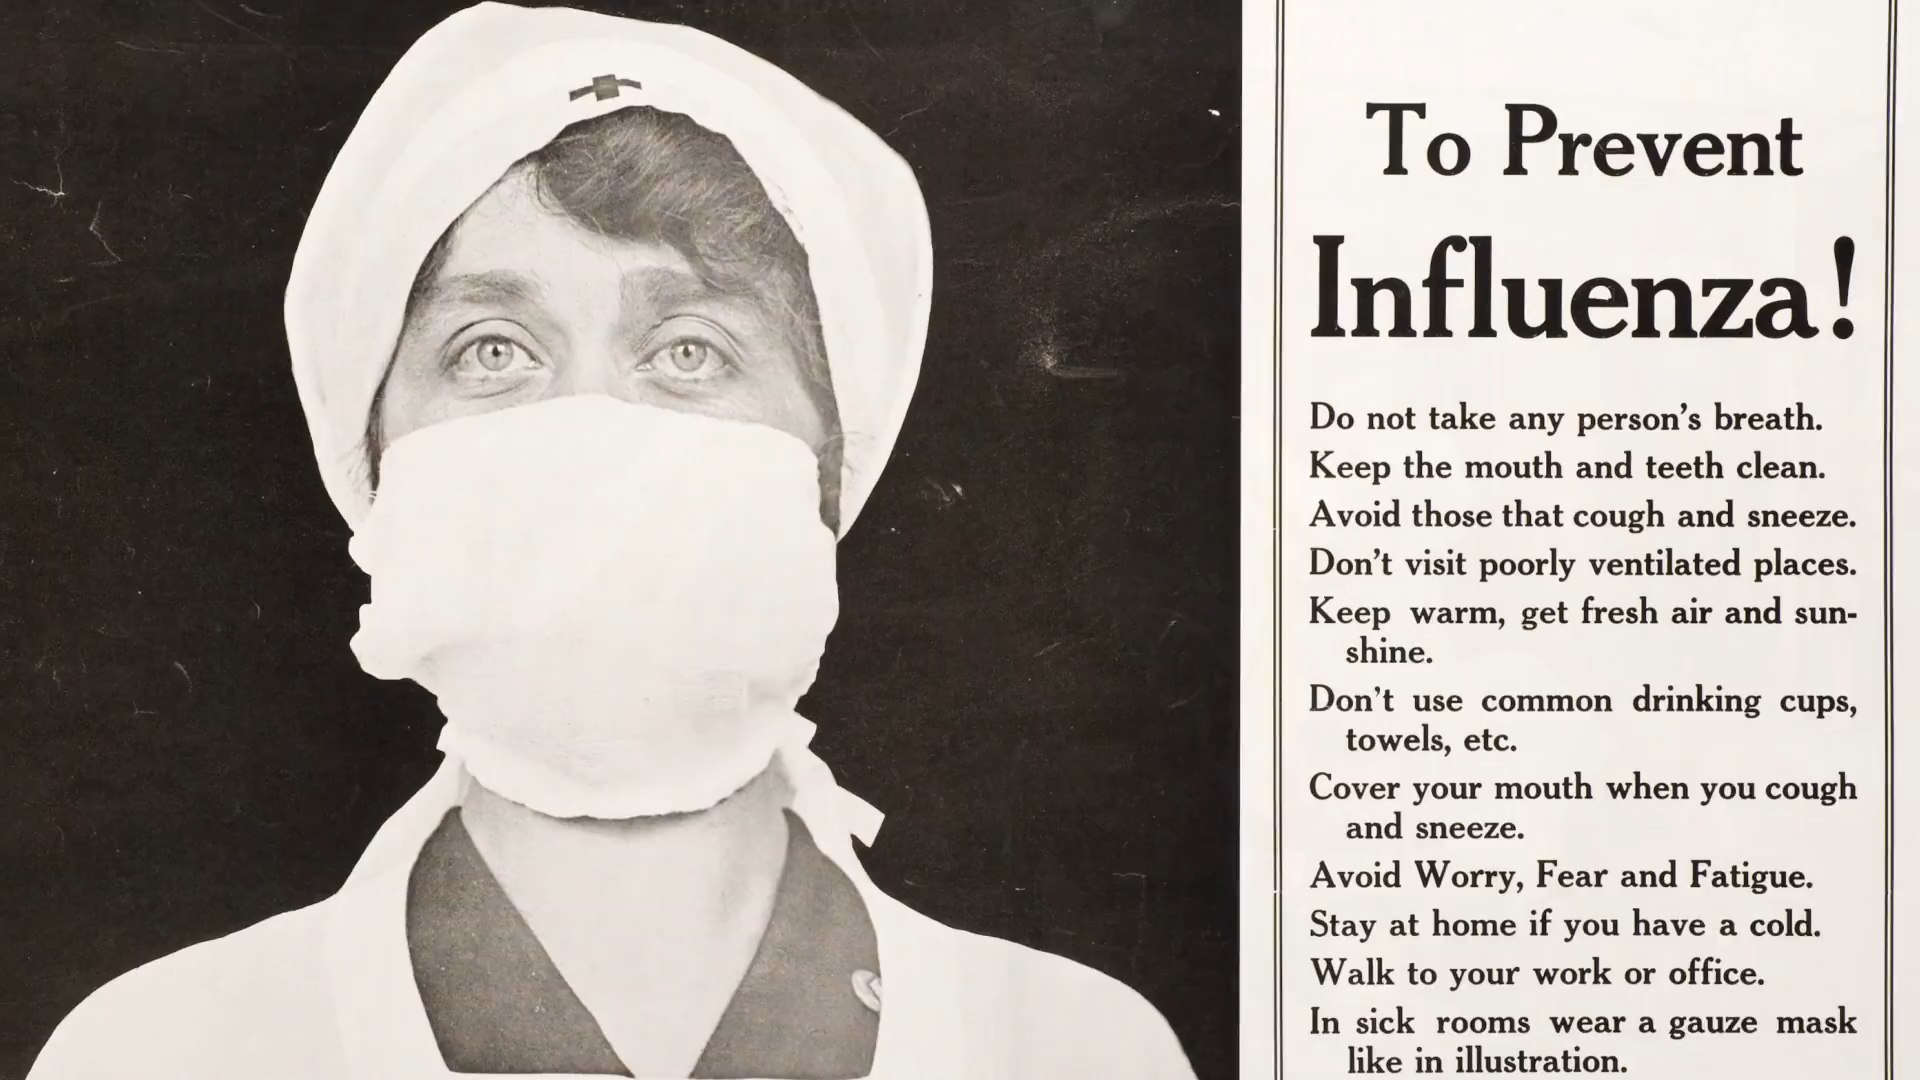 To Prevent
Influenza!
Do not take any person's breath.
Keep the mouth and teeth clean.
Avoid those that cough and sneeze.
Don't visit poorly ventilated places.
Keep warm, get fresh air and sun-
shine.
Don't use common drinking cups,
towels, etc.
Cover your mouth when you cough
and sneeze.
Avoid Worry, Fear and Fatigue.
Stay at home if you have a cold.
Walk to your work or office.
In sick rooms wear a gauze mask
like in illustration.